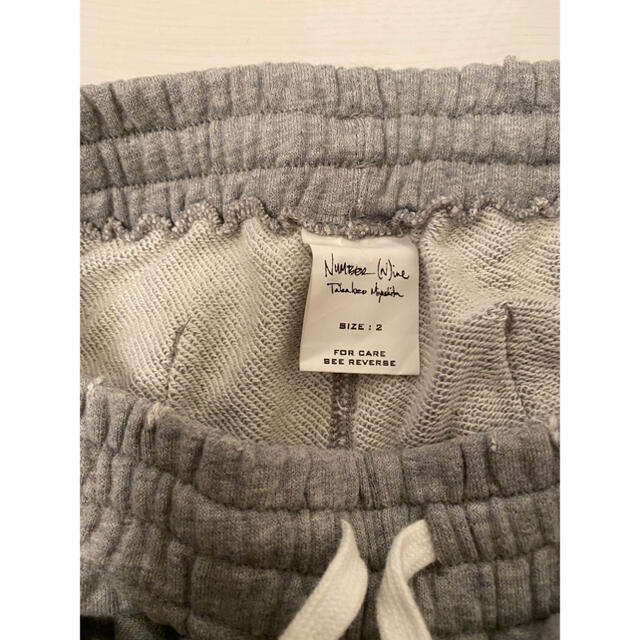 NUMBER (N)ine
Takahiro Miyashita
SIZE : 2
FOR CARE
SEE REVERSE